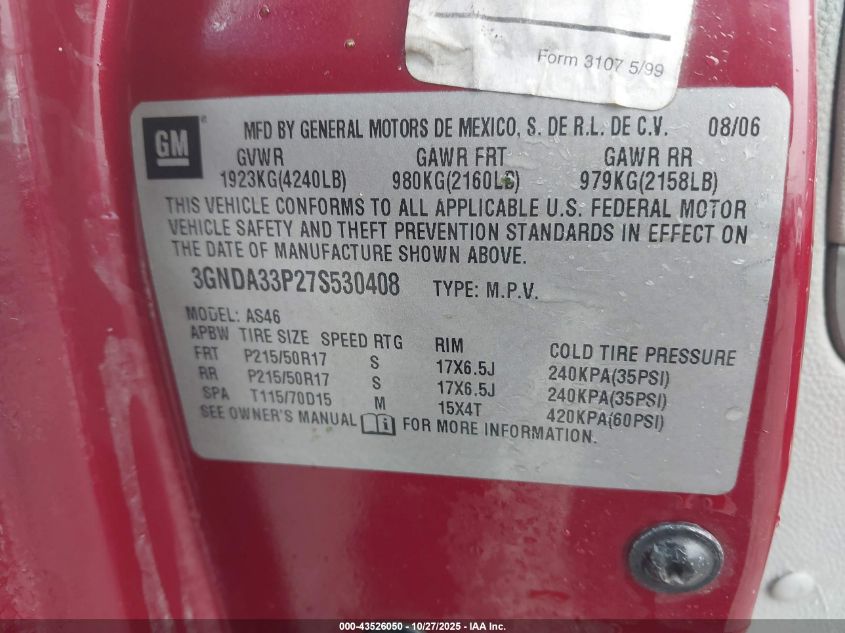 Form 3107 5/99
GM
®
MFD BY GENERAL MOTORS DE MEXICO, S. DE R.L. DE C.V. 08/06
GVWR GAWR FRT GAWR RR
1923KG(4240LB) 980KG(2160LB) 979KG(2158LB)
THIS VEHICLE CONFORMS TO ALL APPLICABLE U.S. FEDERAL MOTOR
VEHICLE SAFETY AND THEFT PREVENTION STANDARDS IN EFFECT ON
THE DATE OF MANUFACTURE SHOWN ABOVE.
3GNDA33P27S530408 TYPE: M.P.V.
MODEL: AS46
APBW TIRE SIZE SPEED RTG RIM COLD TIRE PRESSURE
FRT P215/50R17 S 17X6.5J 240KPA(35PSI)
RR P215/50R17 S 17X6.5J 240KPA(35PSI)
SPA T115/70D15 M 15X4T 420KPA(60PSI)
SEE OWNER'S MANUAL i FOR MORE INFORMATION.
000-43526050 - 10/27/2025 - IAA Inc.